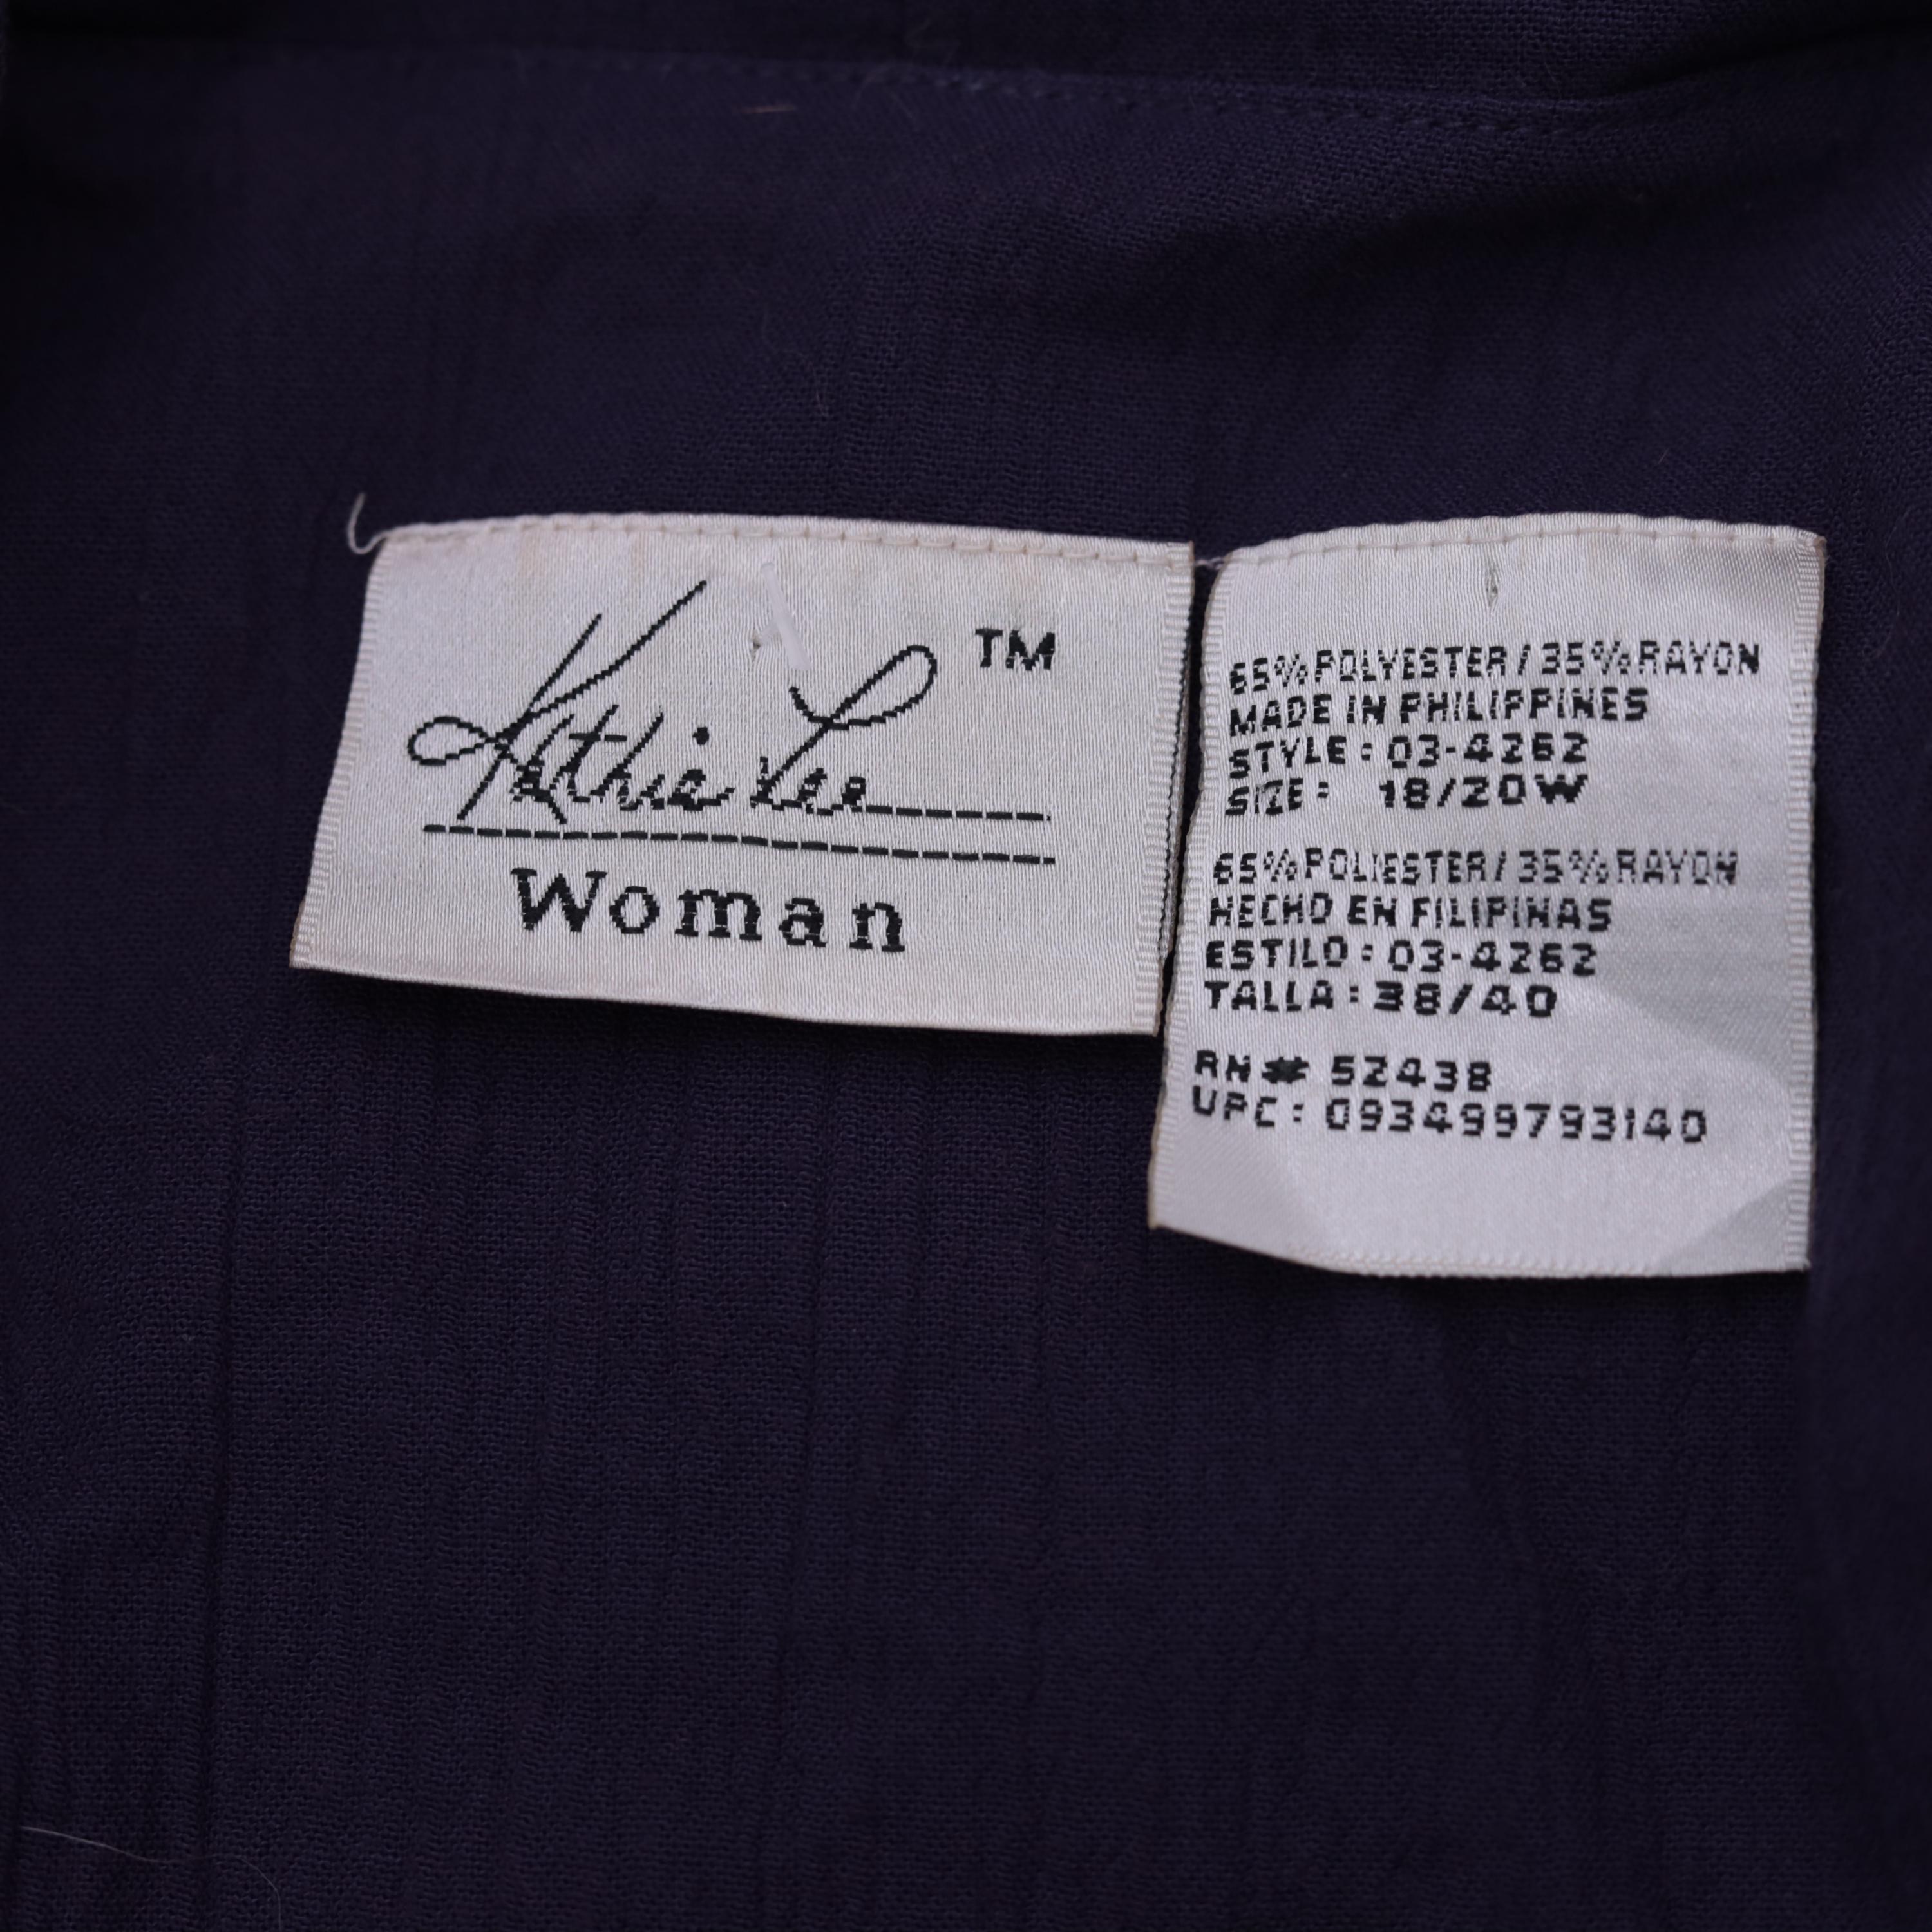 Kathie Lee TM
Woman
65% POLYESTER / 35% RAYON
MADE IN PHILIPPINES
STYLE: 03-4262
SIZE: 18/20W
65% POLIESTER / 35% RAYON
HECHO EN FILIPINAS
ESTILO: 03-4262
TALLA: 38/40
RN# 52438
UPC: 093499793140